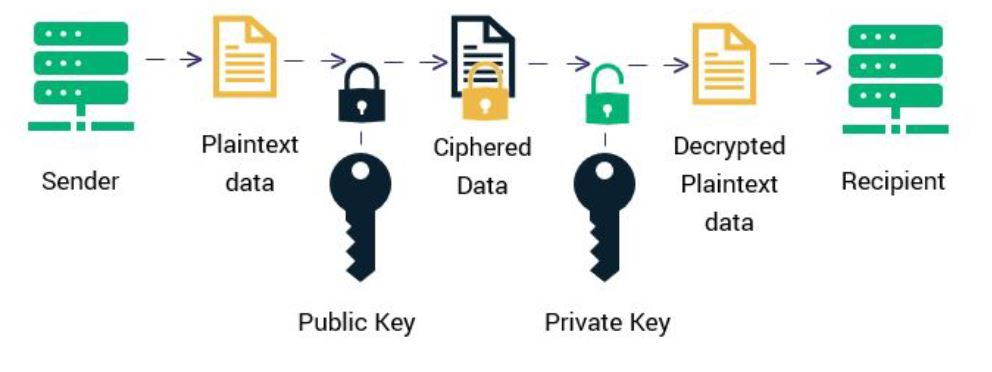 Sender
Plaintext
data
Public Key
Ciphered
Data
Private Key
Decrypted
Plaintext
data
Recipient